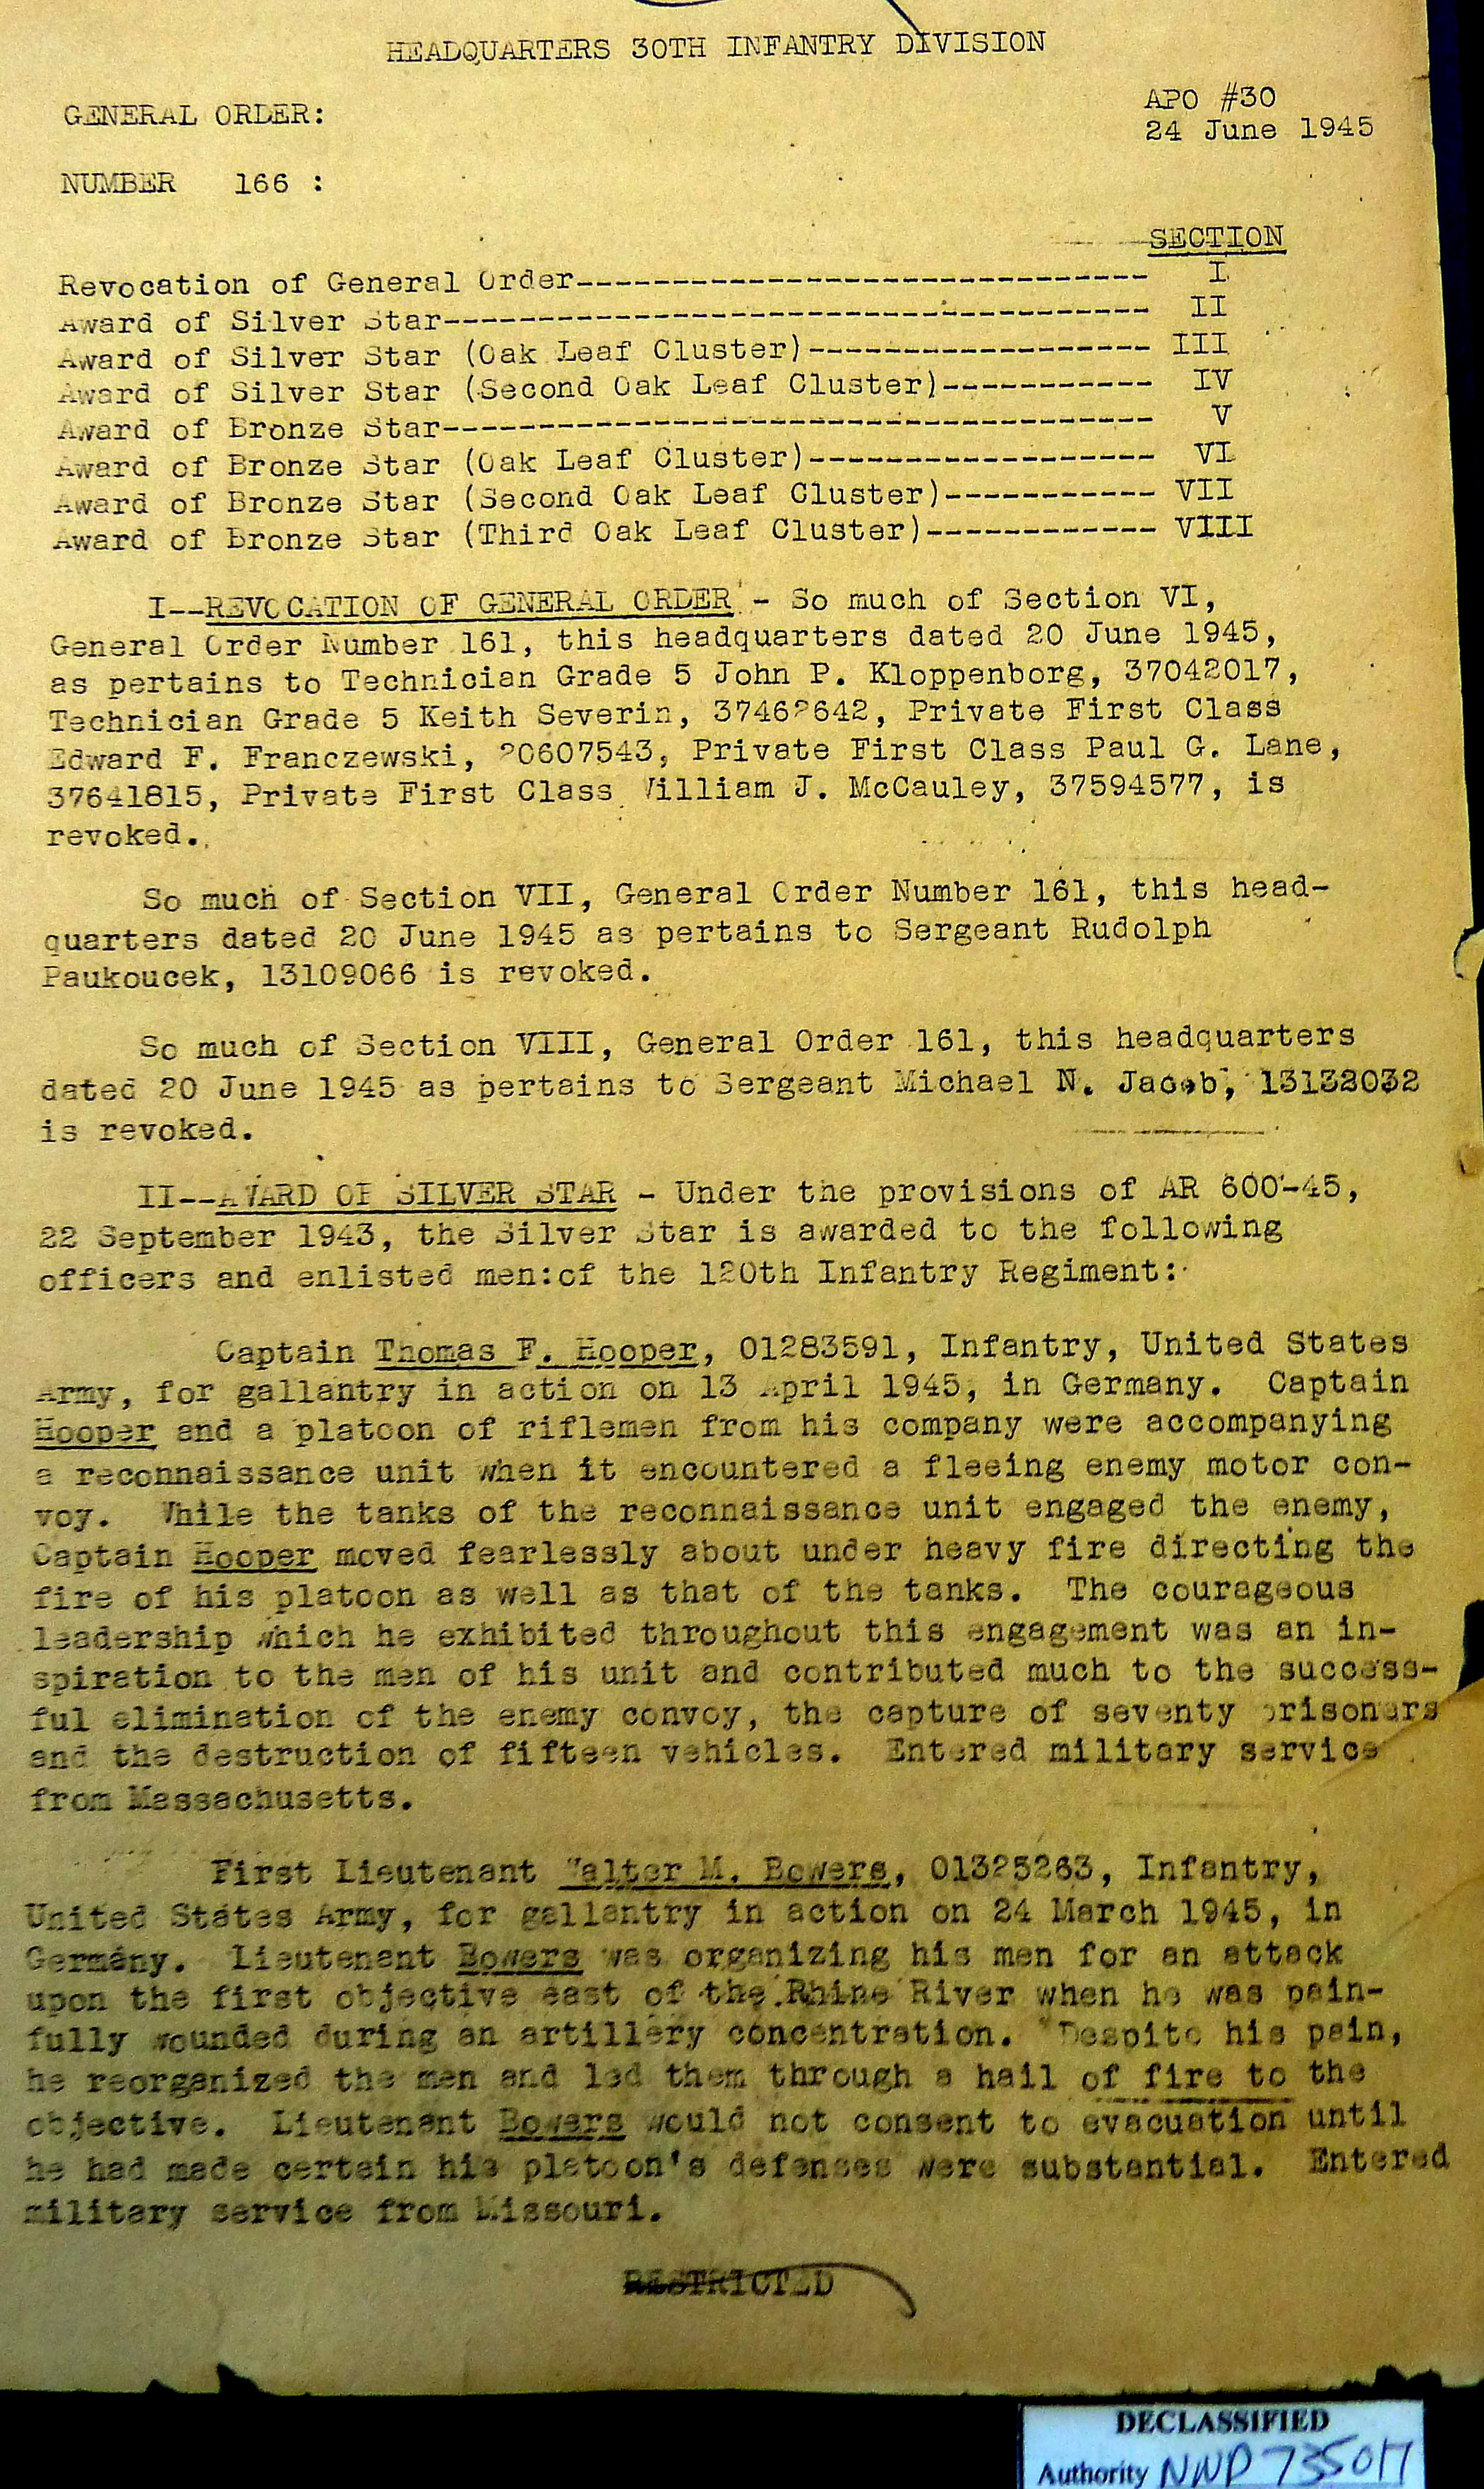 HEADQUARTERS 30TH INFANTRY DIVISION
APO #30
GENERAL ORDER:
24 June 1945
NUMBER 166 :
SECTION
Revocation of General Order------------------------------ I
Award of Silver Star------------------------------------- II
Award of Silver Star (Oak Leaf Cluster)------------------ III
Award of Silver Star (Second Oak Leaf Cluster)----------- IV
Award of Bronze Star------------------------------------- V
Award of Bronze Star (Oak Leaf Cluster)------------------ VI
Award of Bronze Star (Second Oak Leaf Cluster)----------- VII
Award of Bronze Star (Third Oak Leaf Cluster)------------ VIII
I--REVOCATION OF GENERAL ORDER - So much of Section VI,
General Order Number 161, this headquarters dated 20 June 1945,
as pertains to Technician Grade 5 John P. Kloppenborg, 37042017,
Technician Grade 5 Keith Severin, 37462642, Private First Class
Edward F. Franczewski, 20607543, Private First Class Paul G. Lane,
37641815, Private First Class William J. McCauley, 37594577, is
revoked.
So much of Section VII, General Order Number 161, this head-
quarters dated 20 June 1945 as pertains to Sergeant Rudolph
Paukoucek, 13109066 is revoked.
So much of Section VIII, General Order 161, this headquarters
dated 20 June 1945 as pertains to Sergeant Michael N. Jacob, 13132032
is revoked.
II--AWARD OF SILVER STAR - Under the provisions of AR 600-45,
22 September 1943, the Silver Star is awarded to the following
officers and enlisted men:of the 120th Infantry Regiment:
Captain Thomas F. Hooper, 01283591, Infantry, United States
Army, for gallantry in action on 13 April 1945, in Germany. Captain
Hooper and a platoon of riflemen from his company were accompanying
a reconnaissance unit when it encountered a fleeing enemy motor con-
voy. While the tanks of the reconnaissance unit engaged the enemy,
Captain Hooper moved fearlessly about under heavy fire directing the
fire of his platoon as well as that of the tanks. The courageous
leadership which he exhibited throughout this engagement was an in-
spiration to the men of his unit and contributed much to the success-
ful elimination of the enemy convoy, the capture of seventy prisoners
and the destruction of fifteen vehicles. Entered military service
from Massachusetts.
First Lieutenant Walter M. Bowers, 01325263, Infantry,
United States Army, for gallantry in action on 24 March 1945, in
Germany. Lieutenant Bowers was organizing his men for an attack
upon the first objective east of the Rhine River when he was pain-
fully wounded during an artillery concentration. Despite his pain,
he reorganized the men and led them through a hail of fire to the
objective. Lieutenant Bowers would not consent to evacuation until
he had made certain his platoon's defenses were substantial. Entered
military service from Missouri.
RESTRICTED
DECLASSIFIED
Authority NND 735017